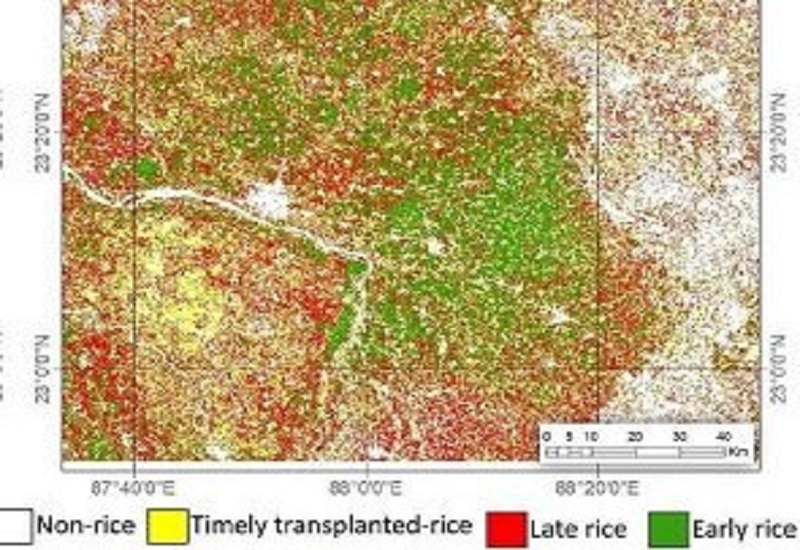 23°20'0"N
23°20'0"N
23°0'0"N
23°0'0"N
0 5 10 20 30 40
Km
87°40'0"E
88°0'0"E
88°20'0"E
Non-rice
Timely transplanted-rice
Late rice
Early rice